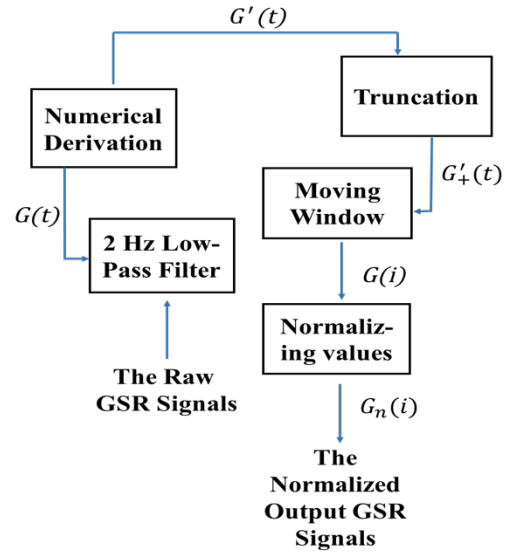 G′(t)
Numerical
Derivation
Truncation
G(t)
G′₊(t)
2 Hz Low-
Pass Filter
Moving
Window
G(i)
The Raw
GSR Signals
Normaliz-
ing values
Gₙ(i)
The
Normalized
Output GSR
Signals